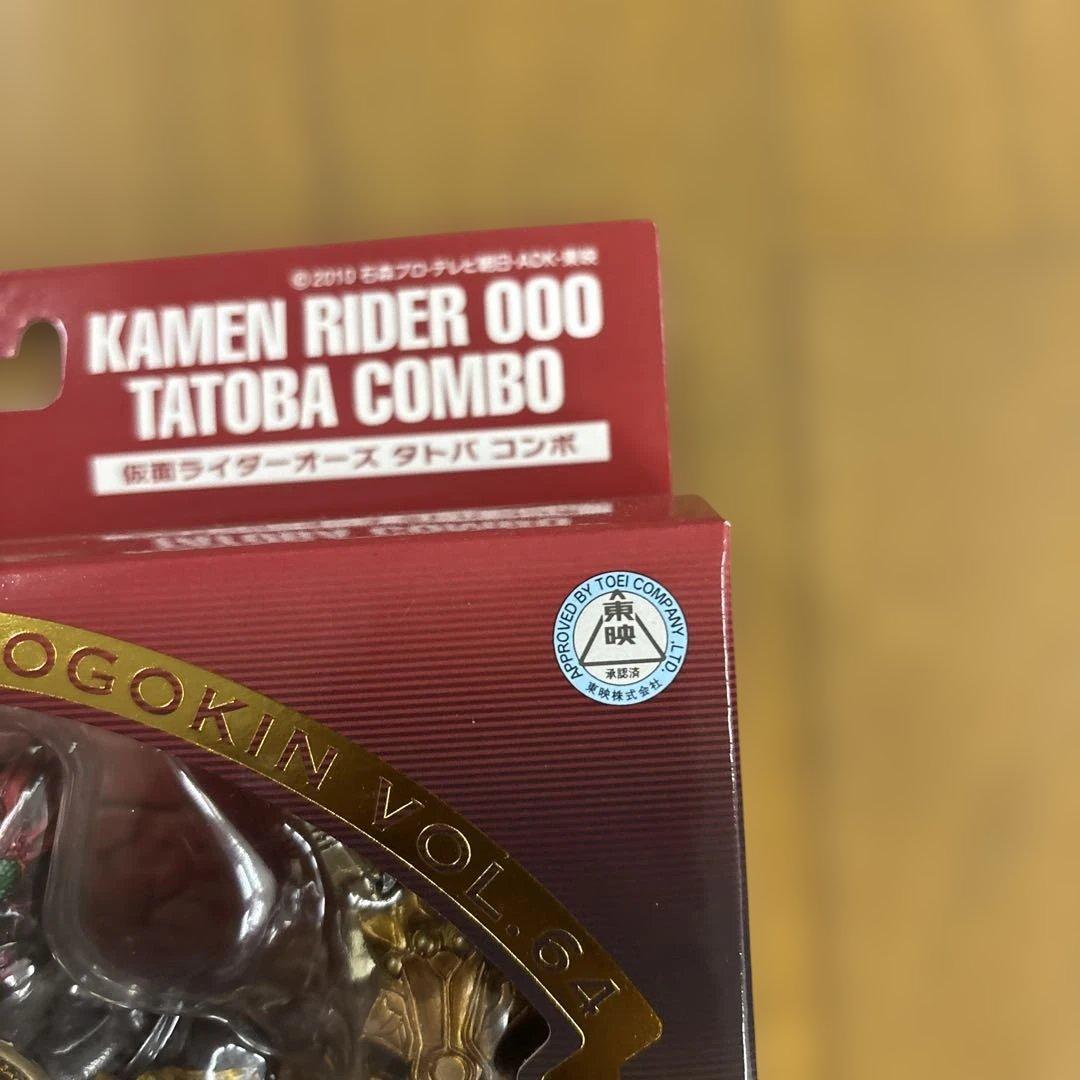 ©2010 石森プロ・テレビ朝日・ADK・東映
KAMEN RIDER OOO
TATOBA COMBO
仮面ライダーオーズ タトバ コンボ
APPROVED BY TOEI COMPANY ,LTD.
東映
承認済
東映株式会社
OGOKIN VOL.64